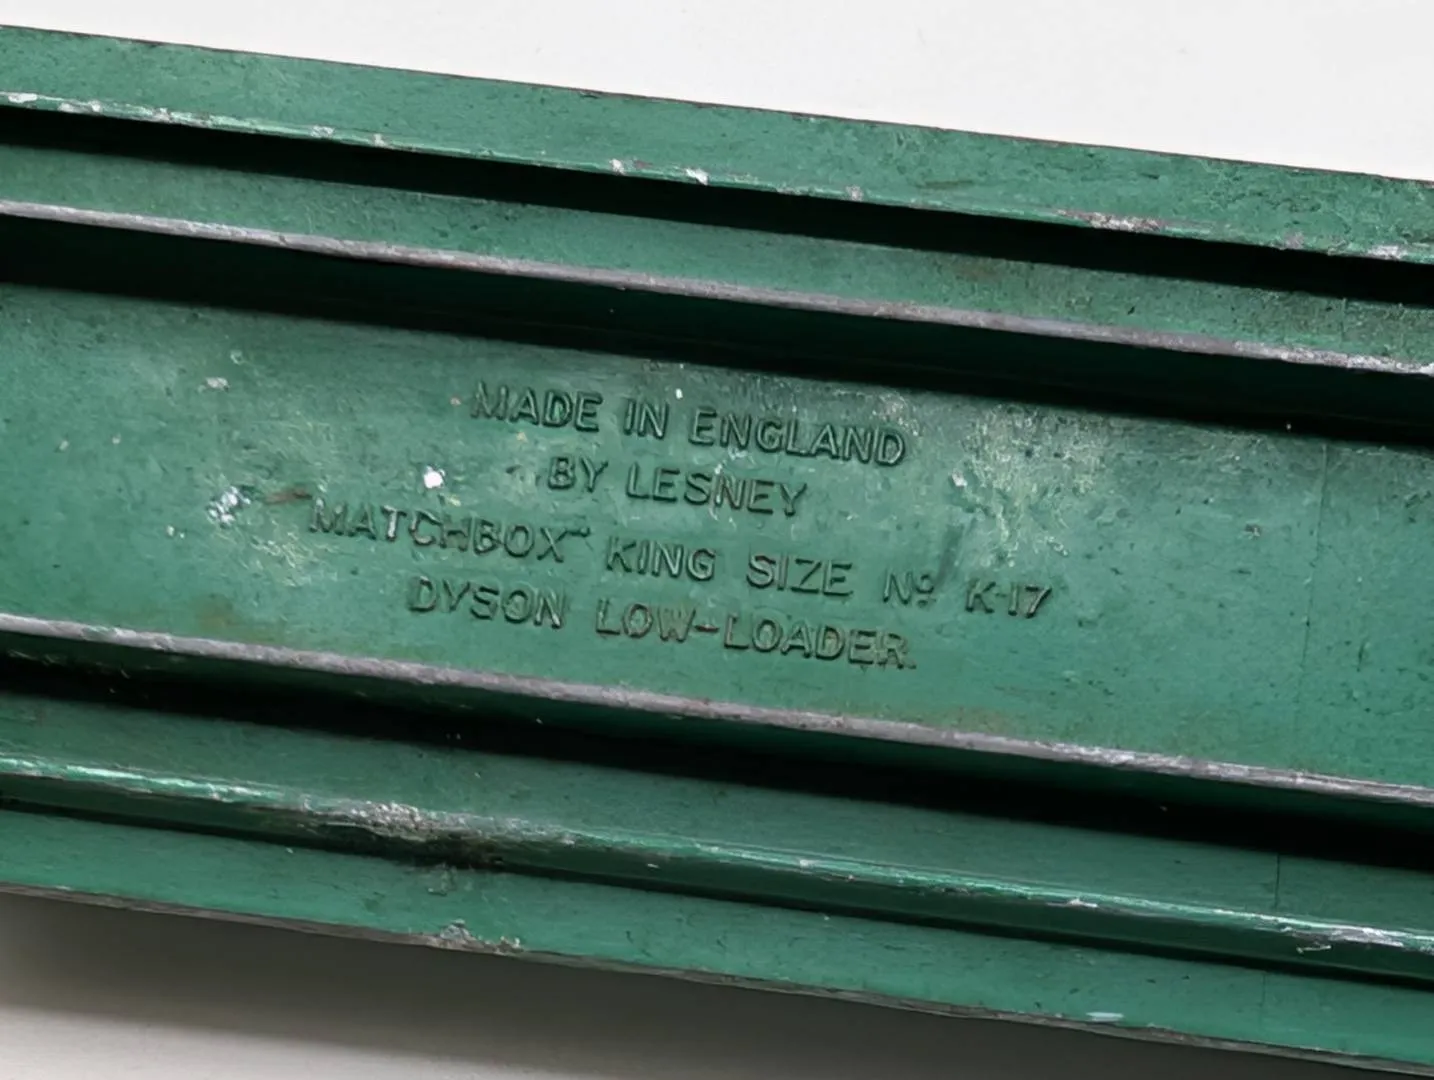 MADE IN ENGLAND
BY LESNEY
"MATCHBOX" KING SIZE Nº K-17
DYSON LOW-LOADER.